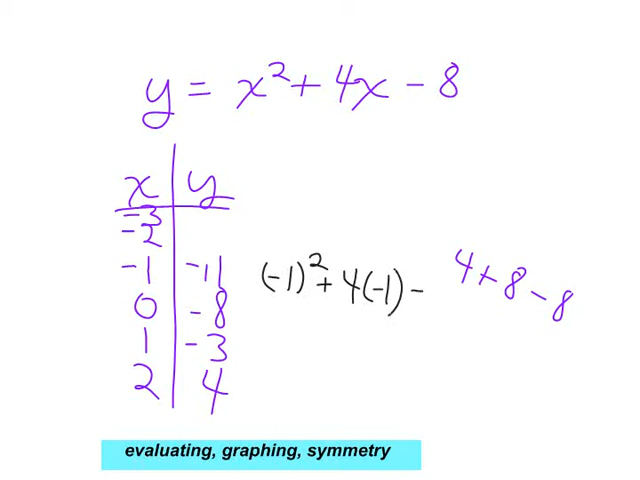 y = x² + 4x - 8
x y
-3
-2
-1 -11 (-1)² + 4(-1) - 4 + 8 - 8
0 -8
1 -3
2 4
evaluating, graphing, symmetry